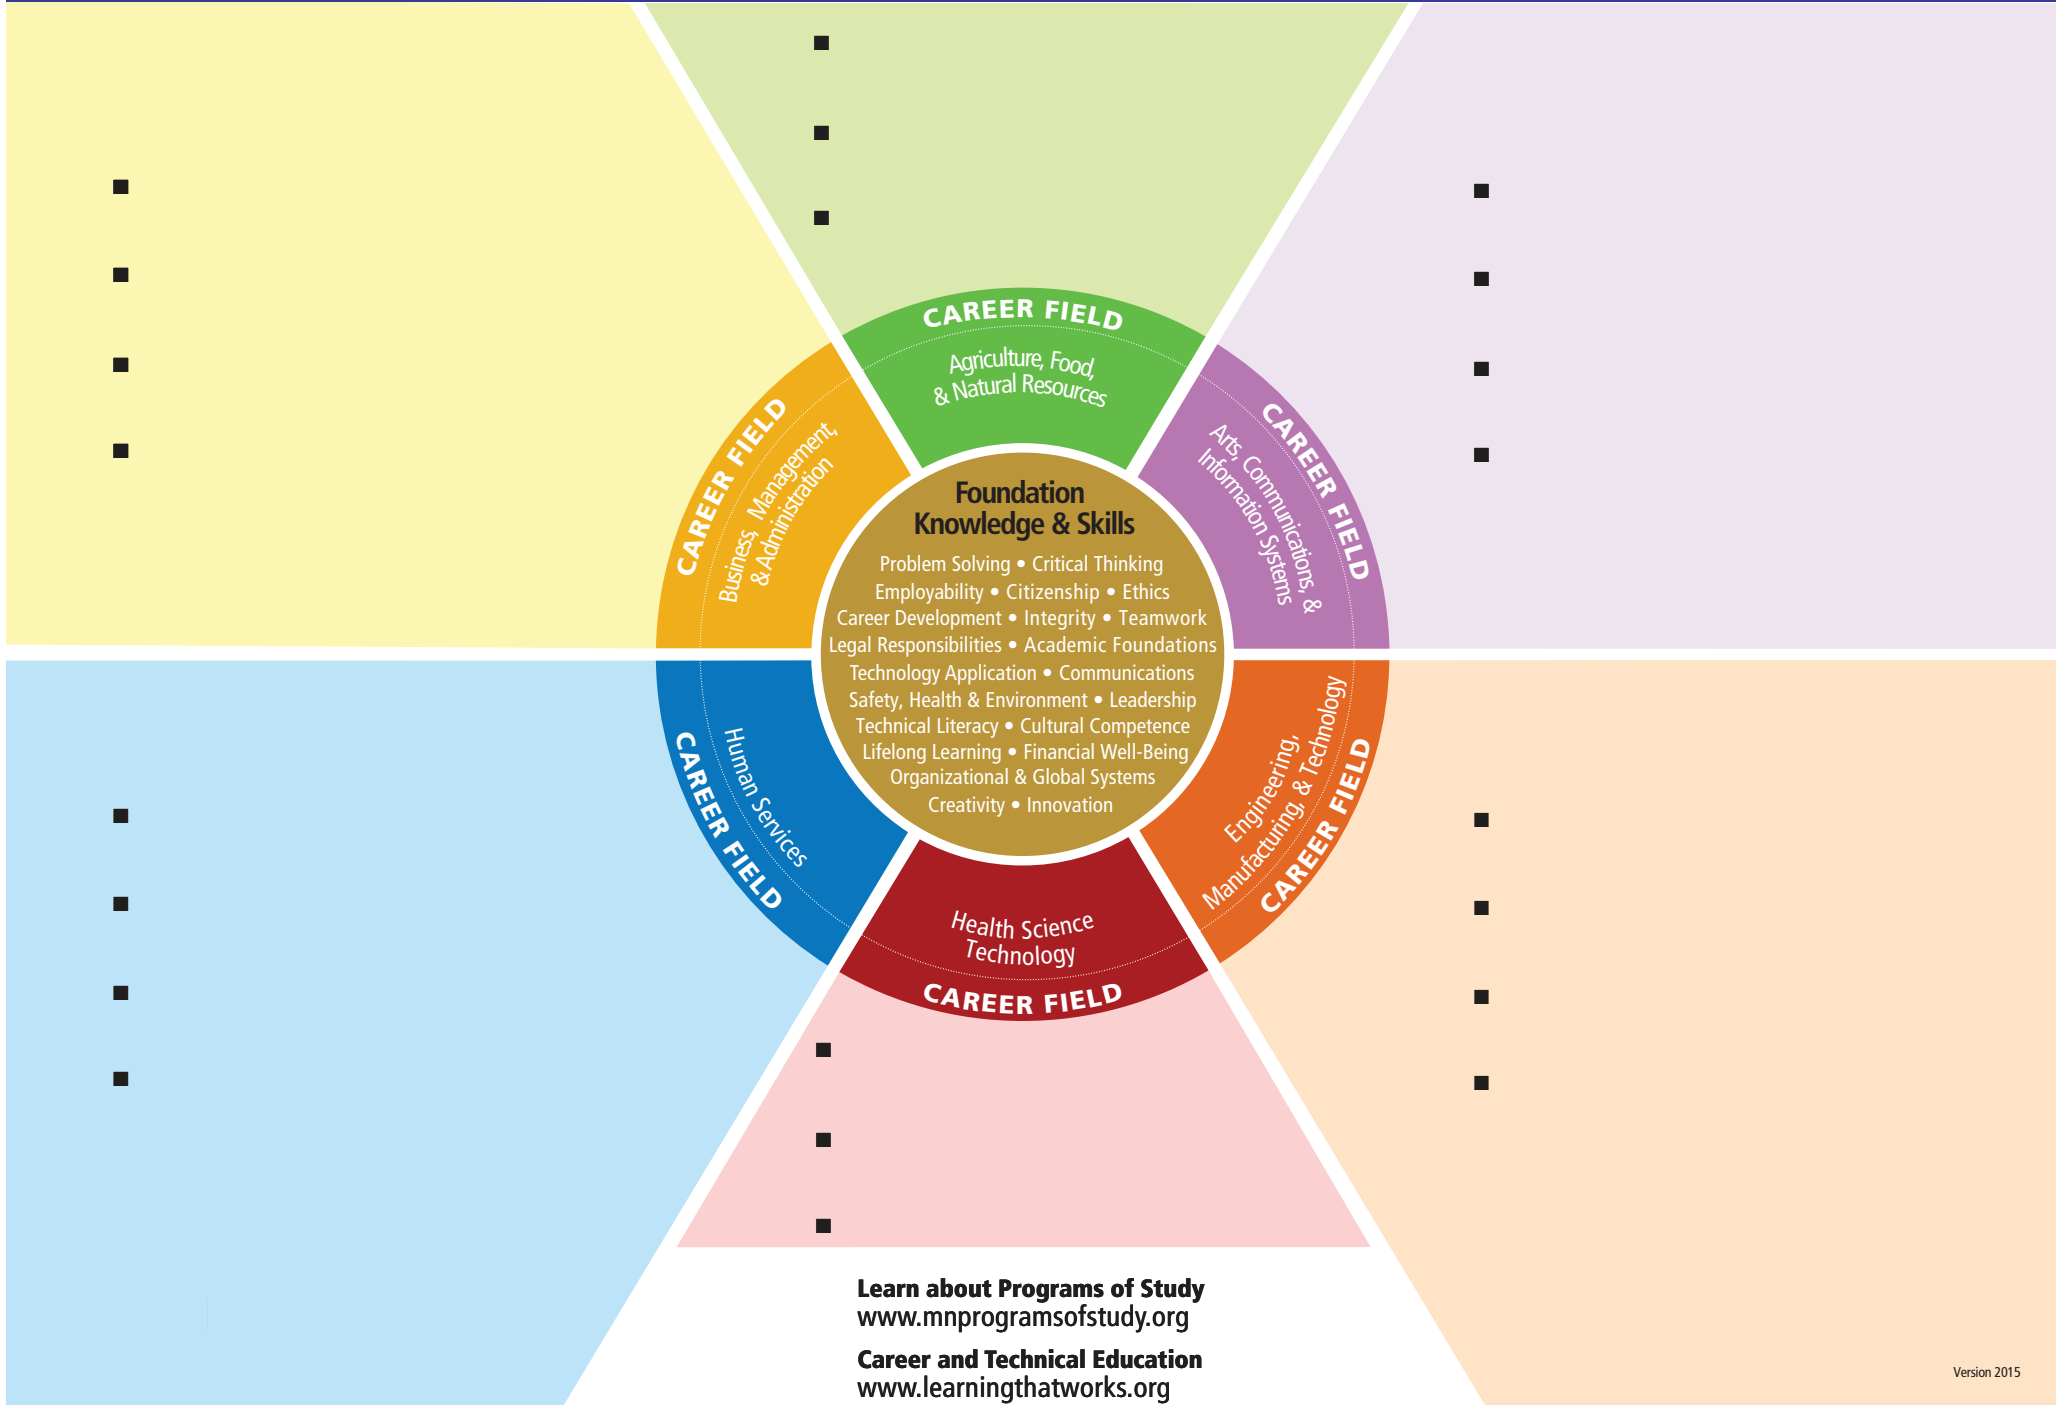 CAREER FIELD
Agriculture, Food,
& Natural Resources
CAREER FIELD
Business, Management,
& Administration
CAREER FIELD
Arts, Communications, &
Information Systems
Foundation
Knowledge & Skills
Problem Solving • Critical Thinking
Employability • Citizenship • Ethics
Career Development • Integrity • Teamwork
Legal Responsibilities • Academic Foundations
Technology Application • Communications
Safety, Health & Environment • Leadership
Technical Literacy • Cultural Competence
Lifelong Learning • Financial Well-Being
Organizational & Global Systems
Creativity • Innovation
Human Services
CAREER FIELD
Engineering,
Manufacturing, & Technology
CAREER FIELD
Health Science
Technology
CAREER FIELD
Learn about Programs of Study
www.mnprogramsofstudy.org
Career and Technical Education
www.learningthatworks.org
Version 2015